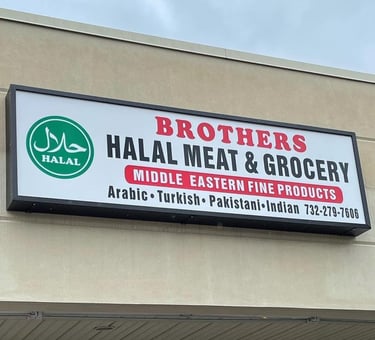 حلال
HALAL
BROTHERS
HALAL MEAT & GROCERY
MIDDLE EASTERN FINE PRODUCTS
Arabic • Turkish • Pakistani • Indian 732-279-7606